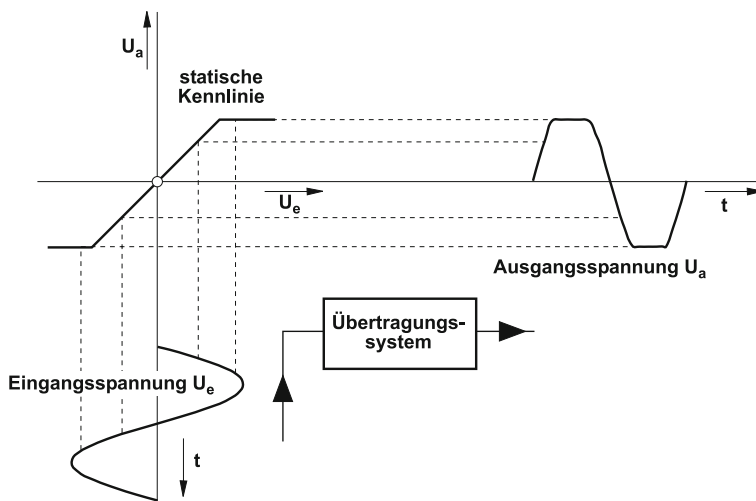 Uₐ
statische
Kennlinie
Uₑ
t
Ausgangsspannung Uₐ
Übertragungs-
system
Eingangsspannung Uₑ
t